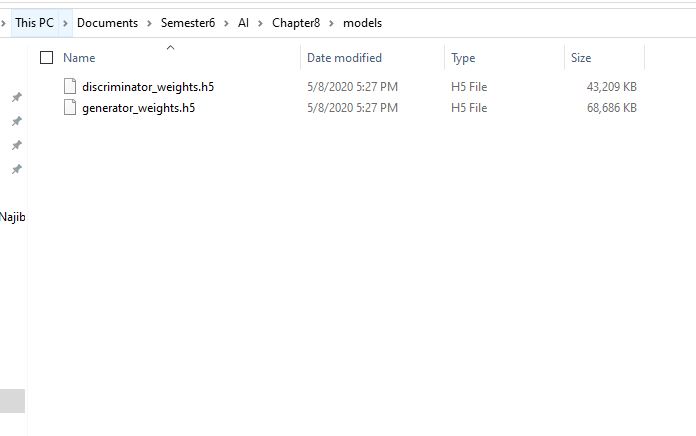 This PC > Documents > Semester6 > AI > Chapter8 > models
Name Date modified Type Size
discriminator_weights.h5 5/8/2020 5:27 PM H5 File 43,209 KB
generator_weights.h5 5/8/2020 5:27 PM H5 File 68,686 KB
Najib